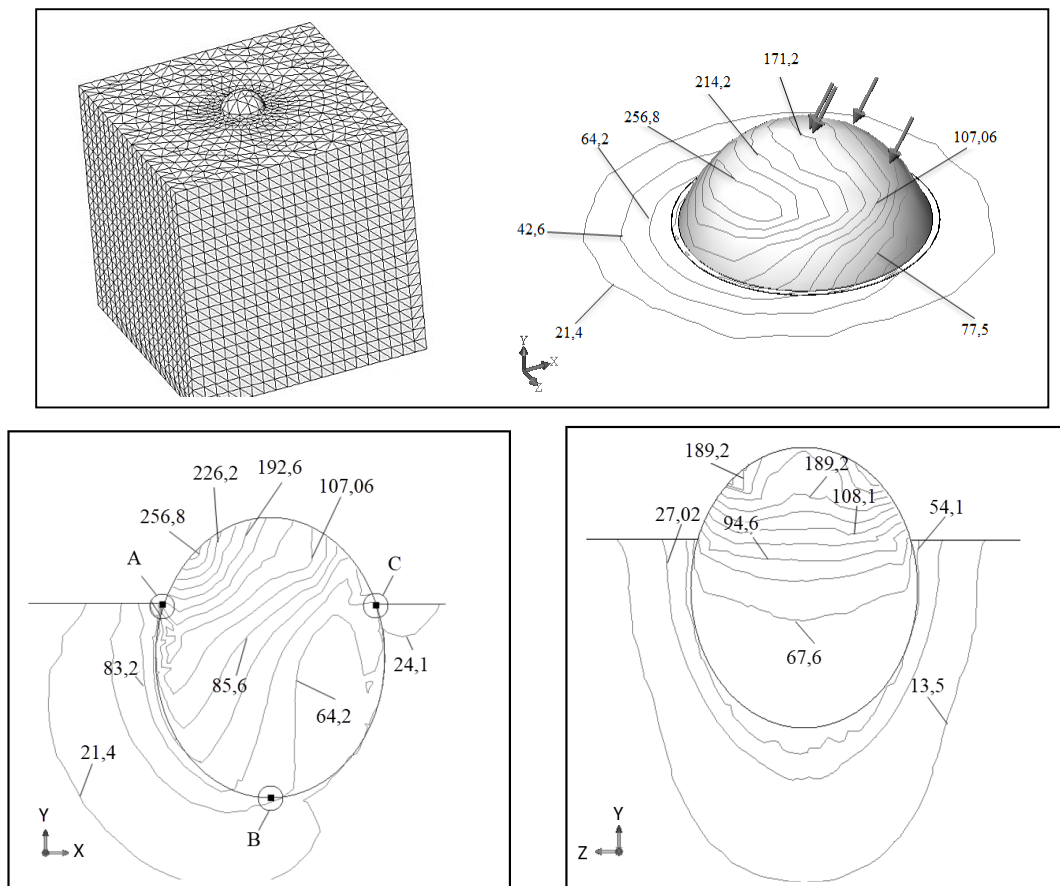 171,2
214,2
256,8
64,2
107,06
42,6
21,4
77,5
Y
X
Z
226,2
192,6
107,06
256,8
A
C
83,2
85,6
24,1
64,2
21,4
B
Y
X
189,2
189,2
108,1
54,1
27,02
94,6
67,6
13,5
Y
Z